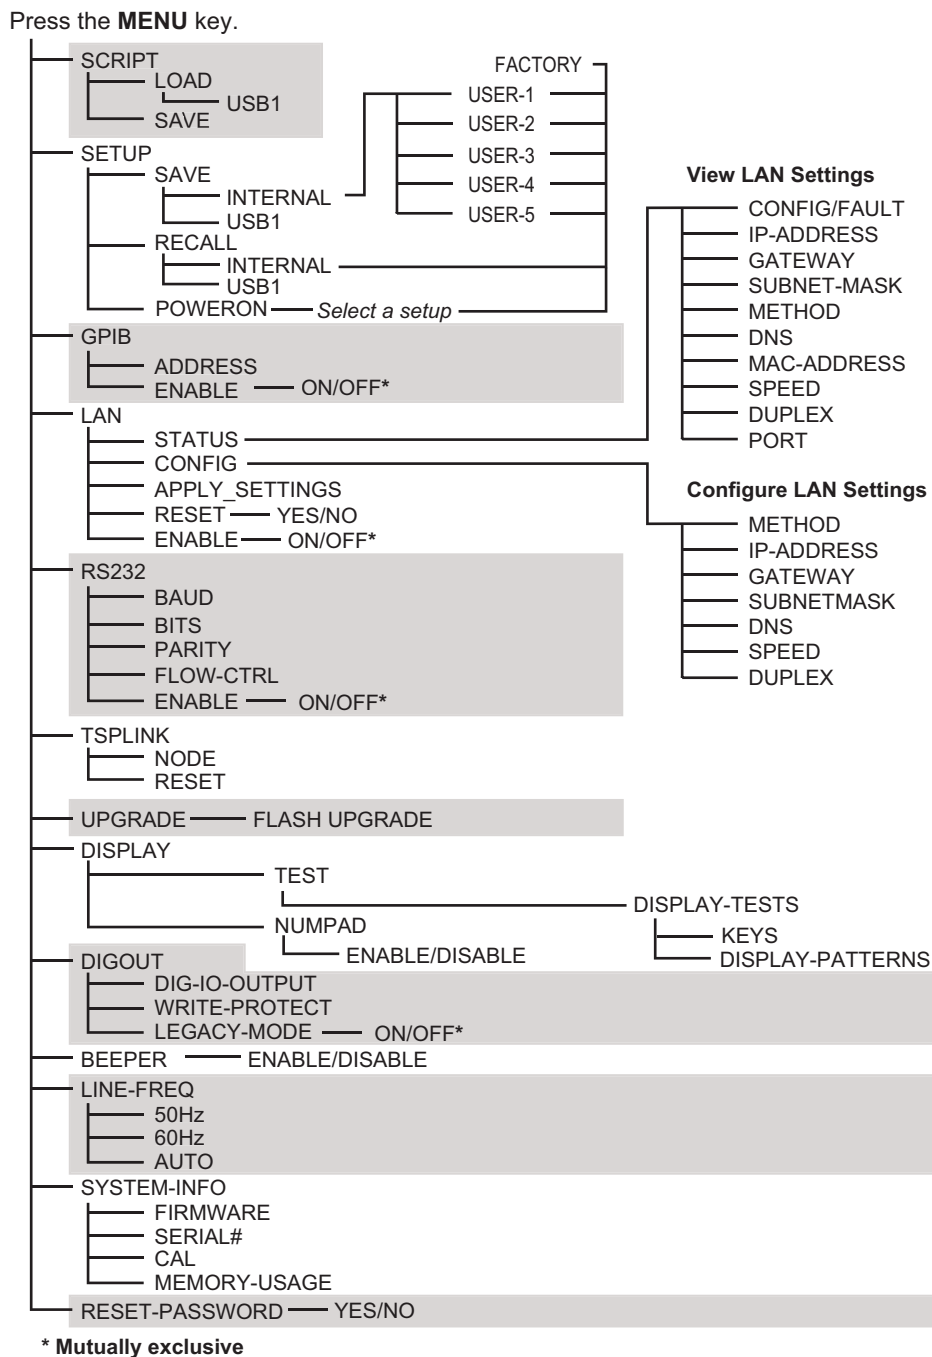 Press the MENU key.
SCRIPT
LOAD
USB1
SAVE
SETUP
SAVE
INTERNAL
USB1
RECALL
INTERNAL
USB1
POWERON
Select a setup
FACTORY
USER-1
USER-2
USER-3
USER-4
USER-5
GPIB
ADDRESS
ENABLE
ON/OFF*
LAN
STATUS
CONFIG
APPLY_SETTINGS
RESET
YES/NO
ENABLE
ON/OFF*
View LAN Settings
CONFIG/FAULT
IP-ADDRESS
GATEWAY
SUBNET-MASK
METHOD
DNS
MAC-ADDRESS
SPEED
DUPLEX
PORT
Configure LAN Settings
METHOD
IP-ADDRESS
GATEWAY
SUBNETMASK
DNS
SPEED
DUPLEX
RS232
BAUD
BITS
PARITY
FLOW-CTRL
ENABLE
ON/OFF*
TSPLINK
NODE
RESET
UPGRADE
FLASH UPGRADE
DISPLAY
TEST
DISPLAY-TESTS
KEYS
DISPLAY-PATTERNS
NUMPAD
ENABLE/DISABLE
DIGOUT
DIG-IO-OUTPUT
WRITE-PROTECT
LEGACY-MODE
ON/OFF*
BEEPER
ENABLE/DISABLE
LINE-FREQ
50Hz
60Hz
AUTO
SYSTEM-INFO
FIRMWARE
SERIAL#
CAL
MEMORY-USAGE
RESET-PASSWORD
YES/NO
* Mutually exclusive